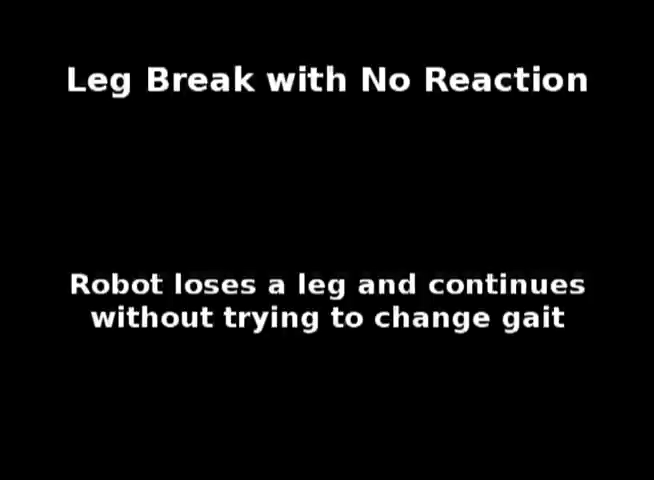 Leg Break with No Reaction
Robot loses a leg and continues
without trying to change gait